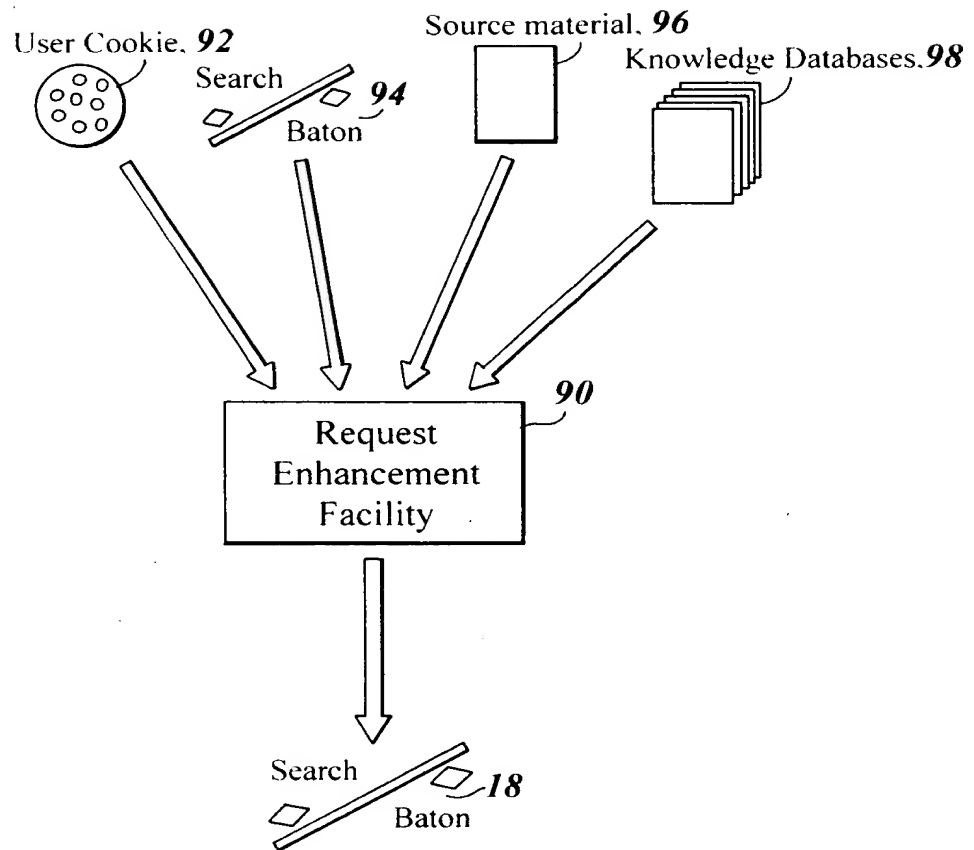 User Cookie, 92
Search
Baton
94
Source material, 96
Knowledge Databases, 98
90
Request
Enhancement
Facility
Search
Baton
18